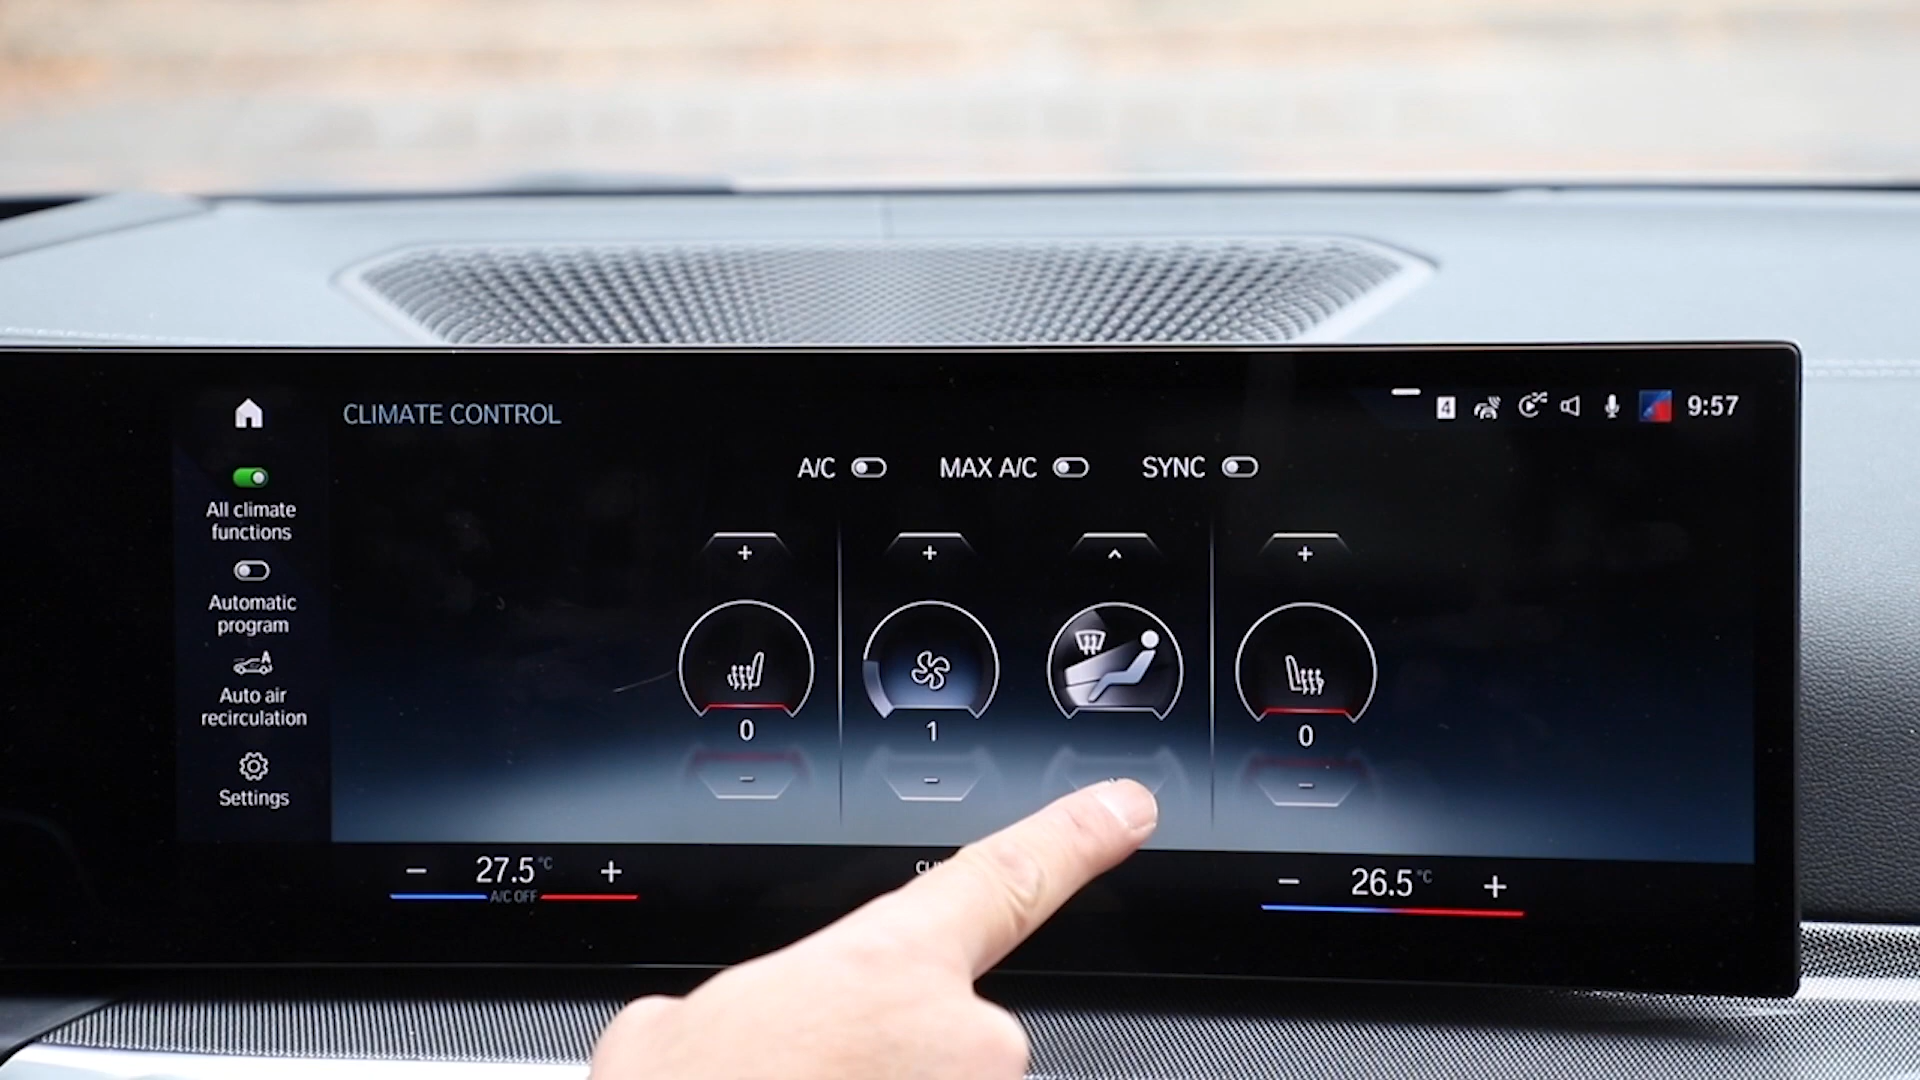 CLIMATE CONTROL
4
9:57
A/C
MAX A/C
SYNC
All climate
functions
Automatic
program
A
Auto air
recirculation
Settings
+
+
+
0
1
0
−
−
−
− 27.5 °C +
A/C OFF
− 26.5 °C +